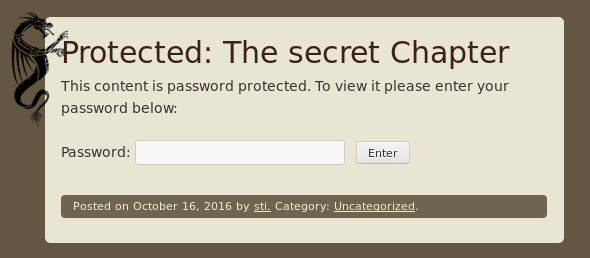 Protected: The secret Chapter
This content is password protected. To view it please enter your
password below:
Password: Enter
Posted on October 16, 2016 by sti. Category: Uncategorized.